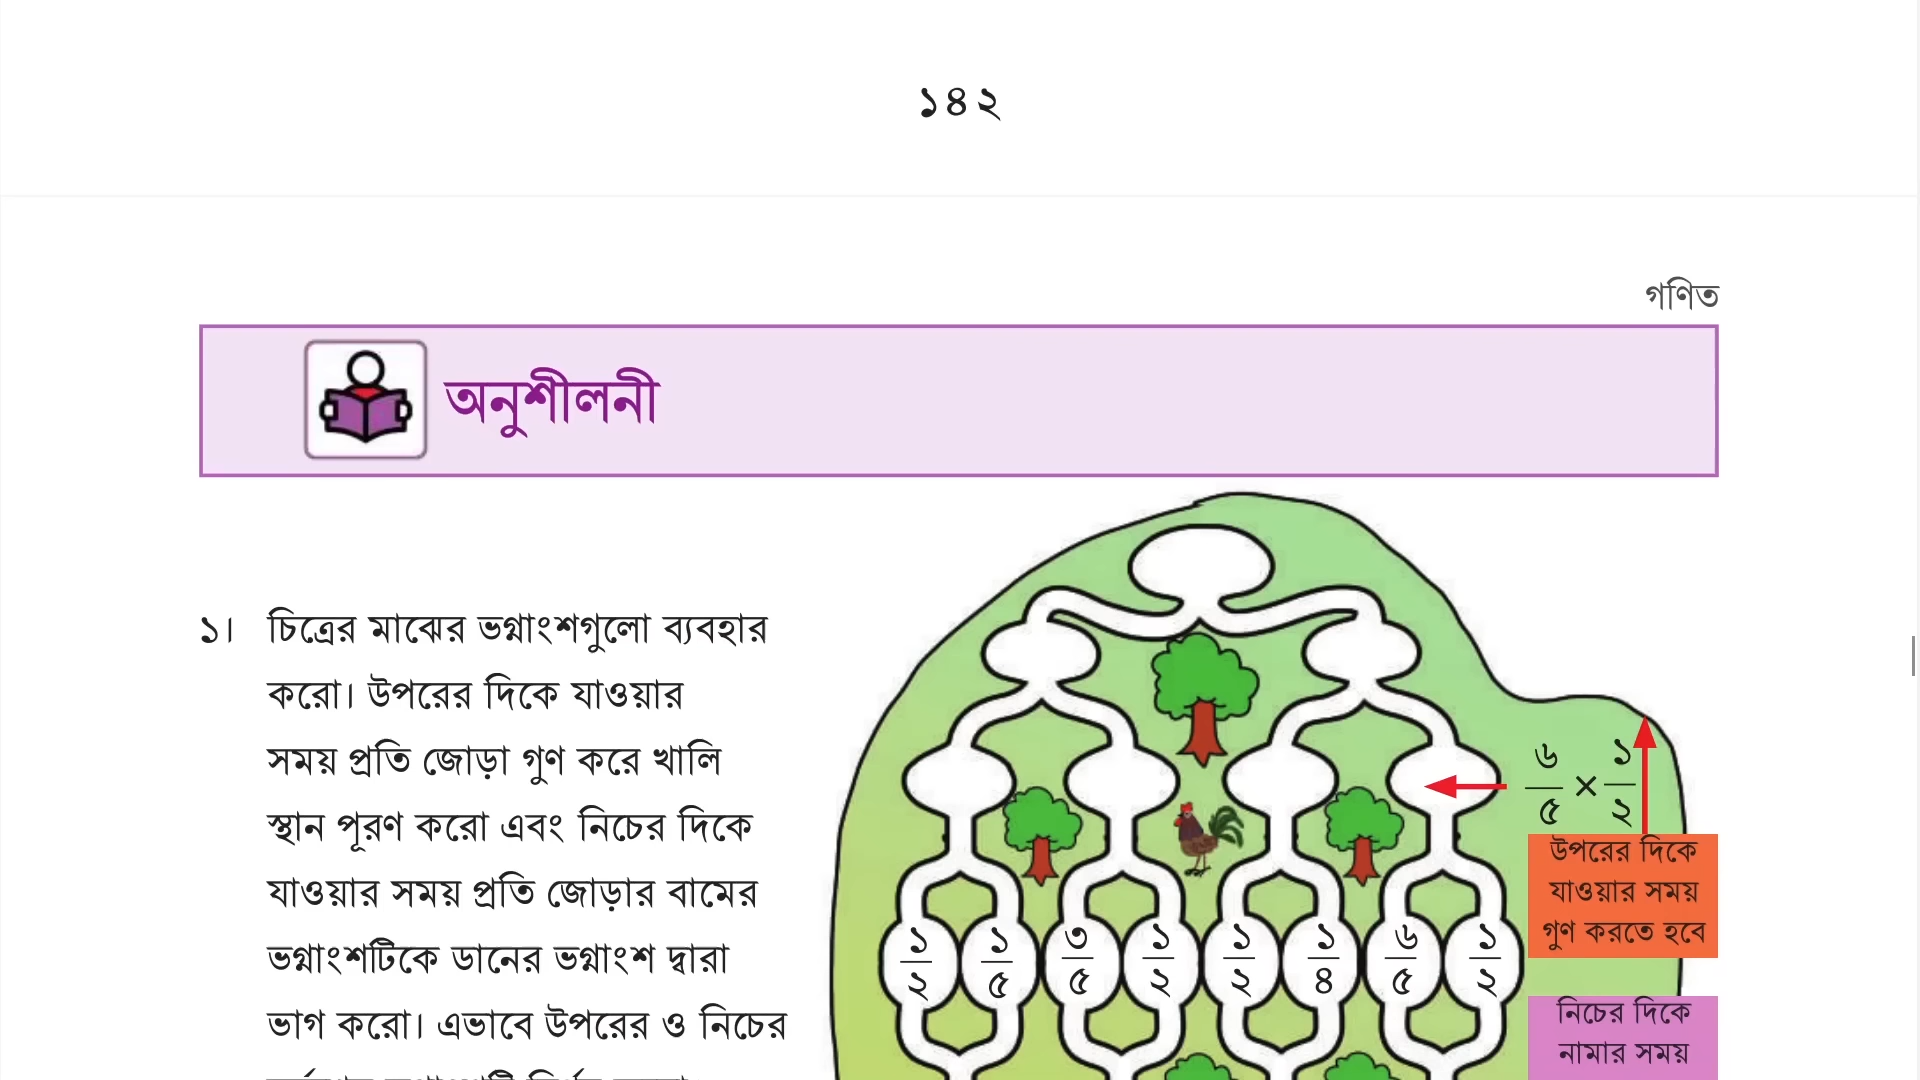 ১৪২
গণিত
অনুশীলনী
১। চিত্রের মাঝের ভগ্নাংশগুলো ব্যবহার
করো। উপরের দিকে যাওয়ার
সময় প্রতি জোড়া গুণ করে খালি
স্থান পূরণ করো এবং নিচের দিকে
যাওয়ার সময় প্রতি জোড়ার বামের
ভগ্নাংশটিকে ডানের ভগ্নাংশ দ্বারা
ভাগ করো। এভাবে উপরের ও নিচের
৬/৫ × ১/২
উপরের দিকে
যাওয়ার সময়
গুণ করতে হবে
১/২ ১/৫ ৩/৫ ১/২ ১/২ ১/৪ ৬/৫ ১/২
নিচের দিকে
নামার সময়